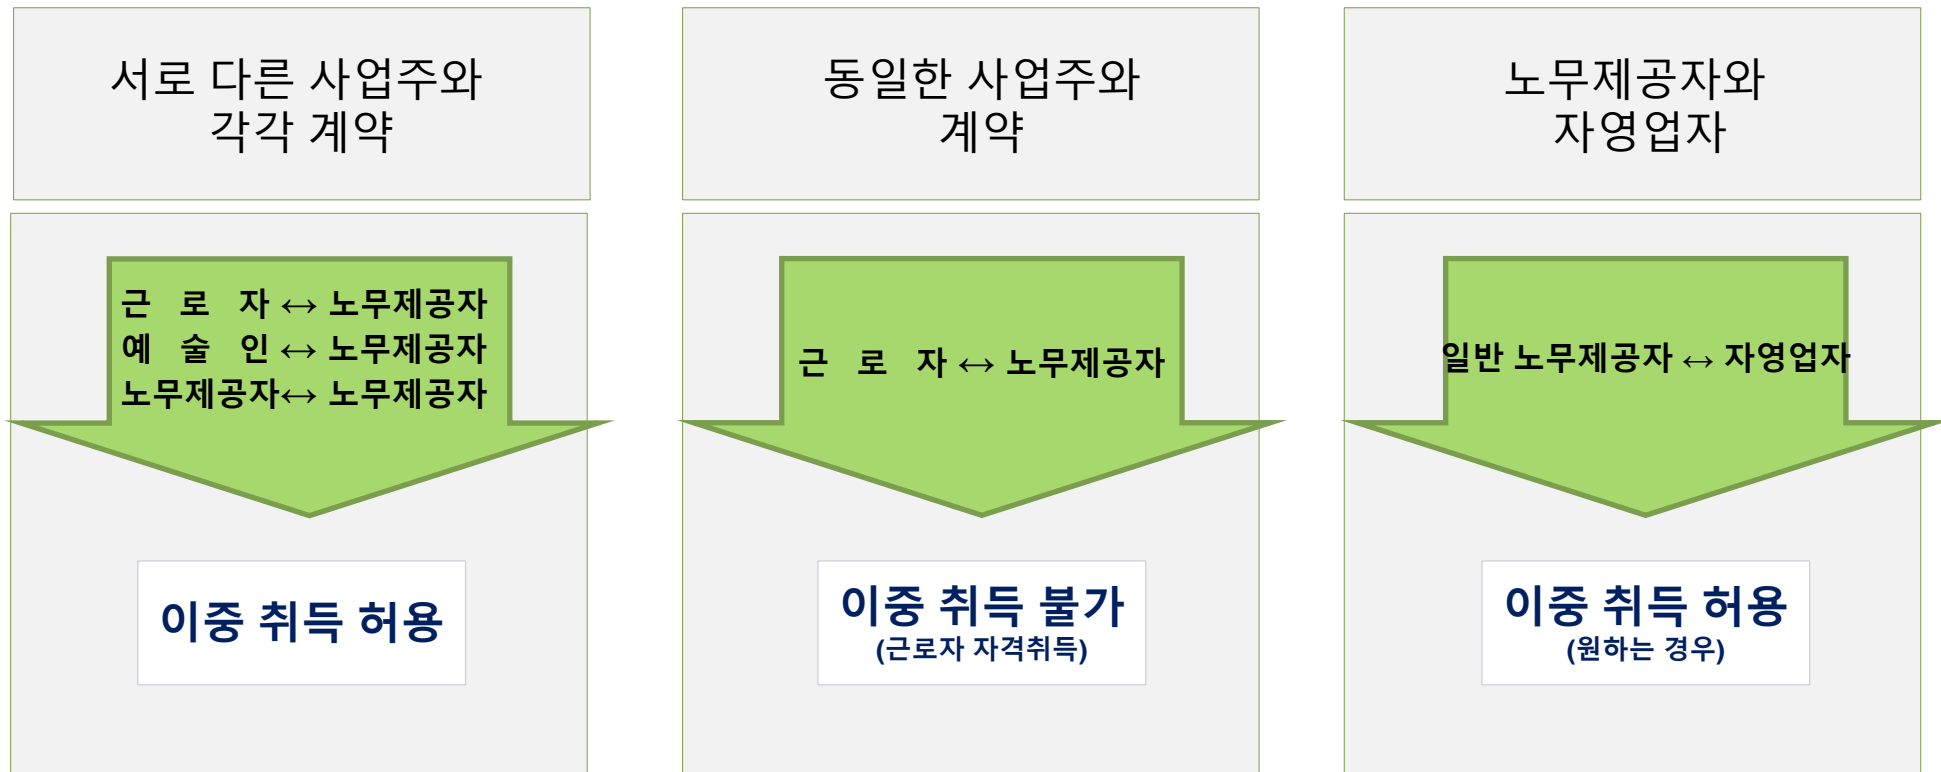 서로 다른 사업주와
각각 계약
근 로 자 ↔ 노무제공자
예 술 인 ↔ 노무제공자
노무제공자↔ 노무제공자
이중 취득 허용
동일한 사업주와
계약
근 로 자 ↔ 노무제공자
이중 취득 불가
(근로자 자격취득)
노무제공자와
자영업자
일반 노무제공자 ↔ 자영업자
이중 취득 허용
(원하는 경우)